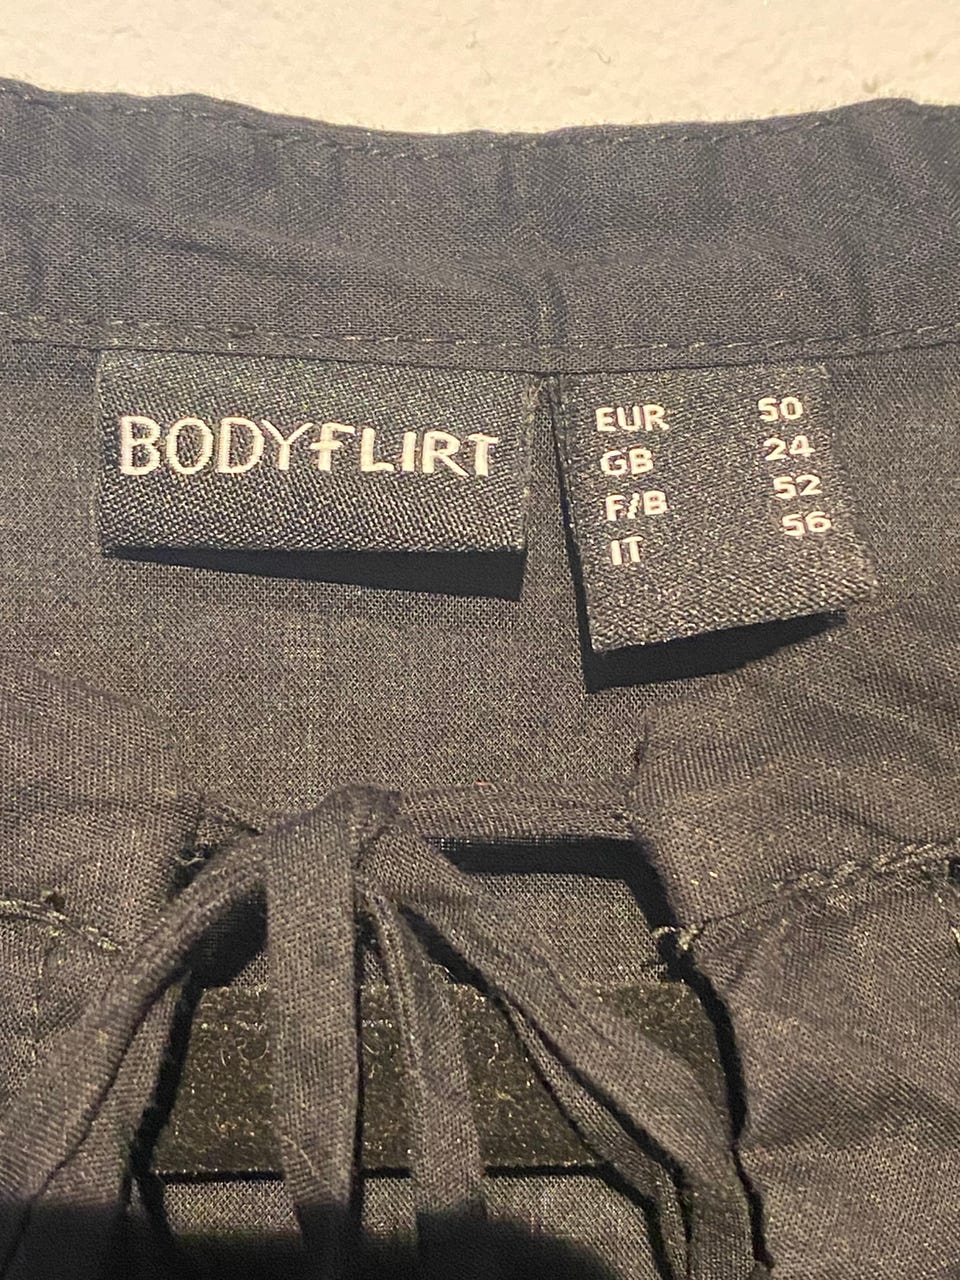 BODYFLIRT
EUR 50
GB 24
F/B 52
IT 56